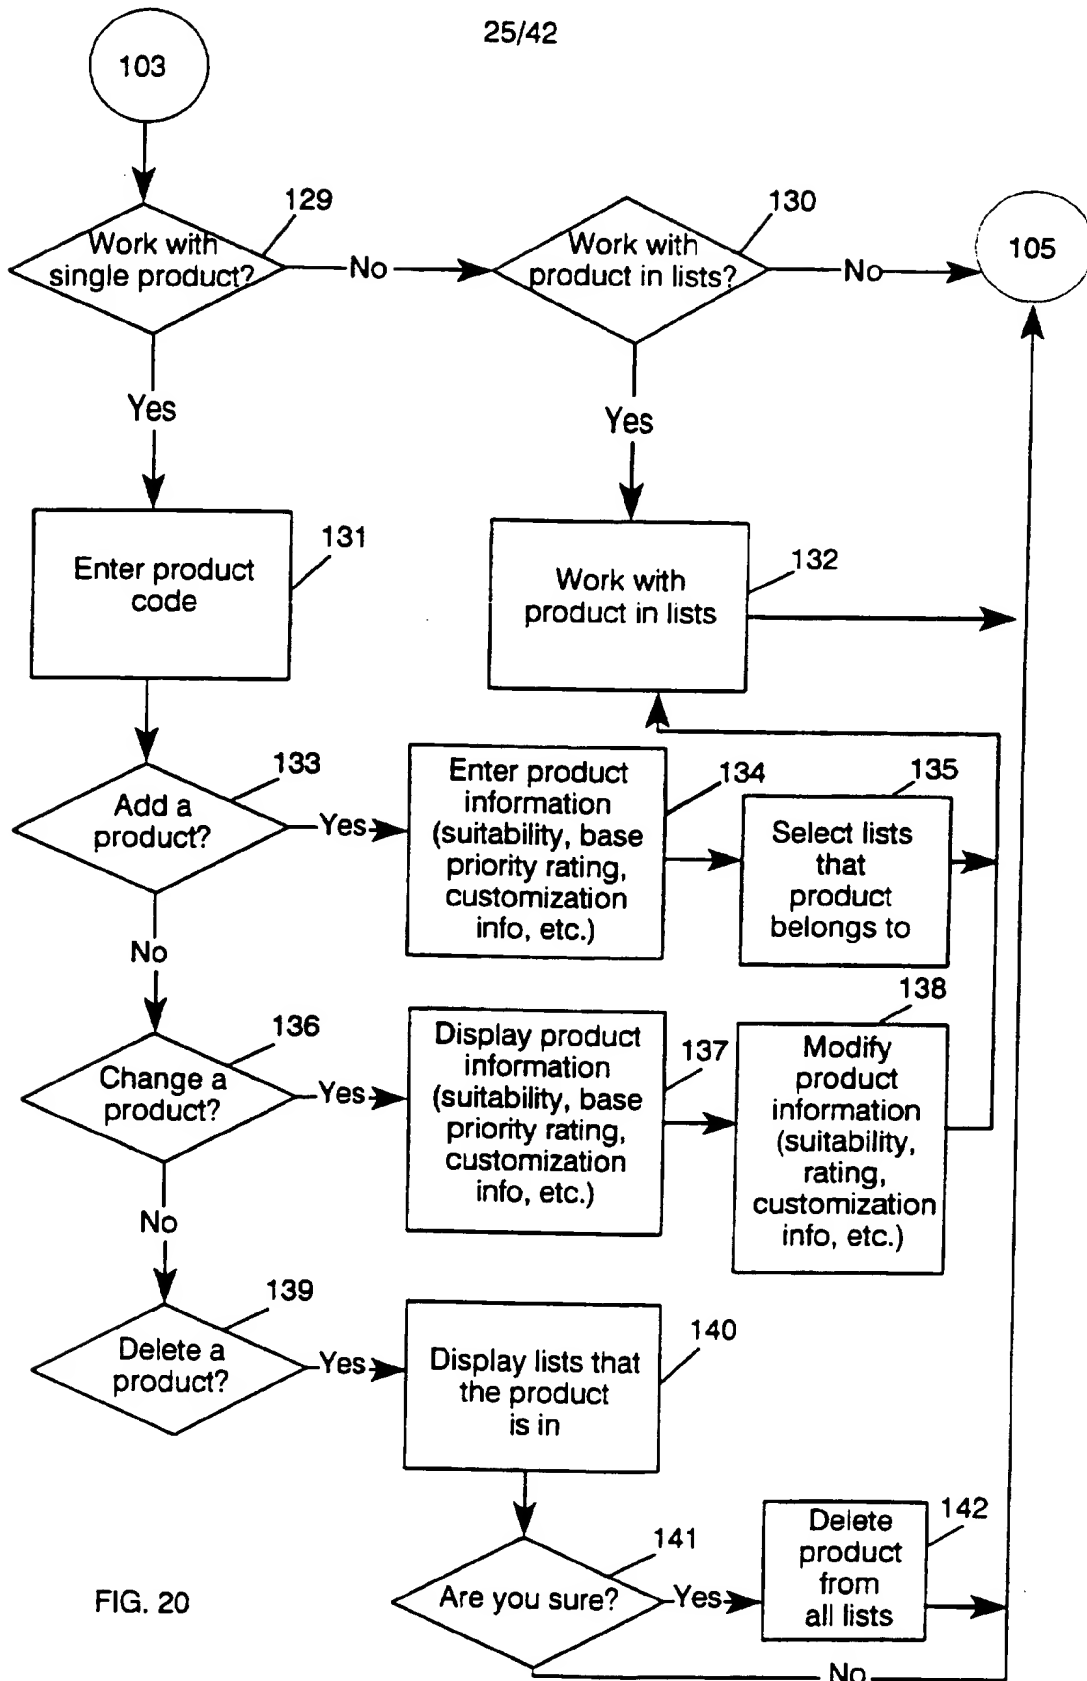 25/42
103
129
Work with
single product?
No
130
Work with
product in lists?
No
105
Yes
Yes
131
Enter product
code
132
Work with
product in lists
133
Add a
product?
Yes
134
Enter product
information
(suitability, base
priority rating,
customization
info, etc.)
135
Select lists
that
product
belongs to
No
136
Change a
product?
Yes
137
Display product
information
(suitability, base
priority rating,
customization
info, etc.)
138
Modify
product
information
(suitability,
rating,
customization
info, etc.)
No
139
Delete a
product?
Yes
140
Display lists that
the product
is in
141
Are you sure?
Yes
142
Delete
product
from
all lists
No
FIG. 20